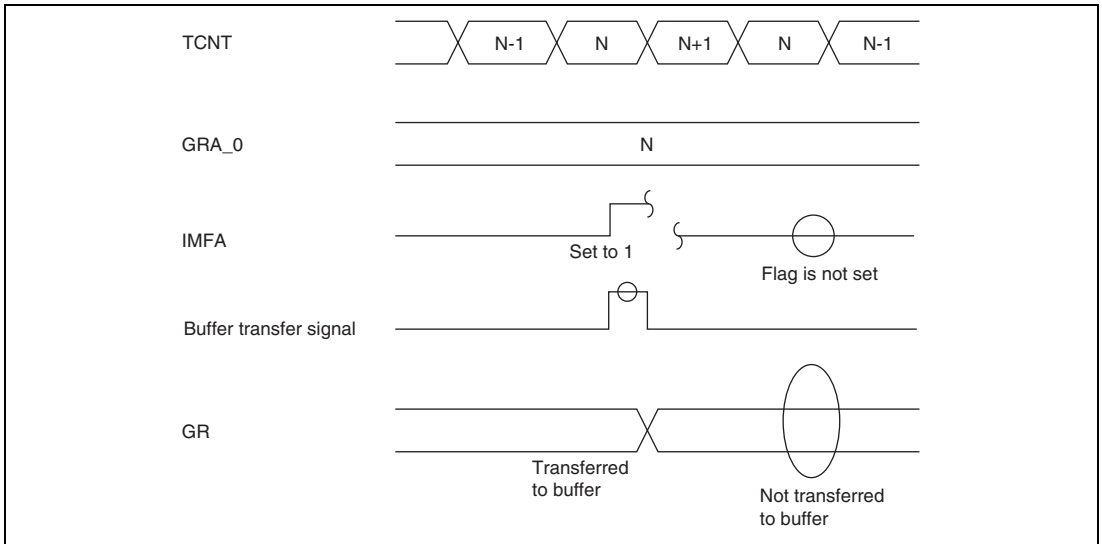 TCNT
N-1
N
N+1
N
N-1
GRA_0
N
IMFA
Set to 1
Flag is not set
Buffer transfer signal
GR
Transferred
to buffer
Not transferred
to buffer